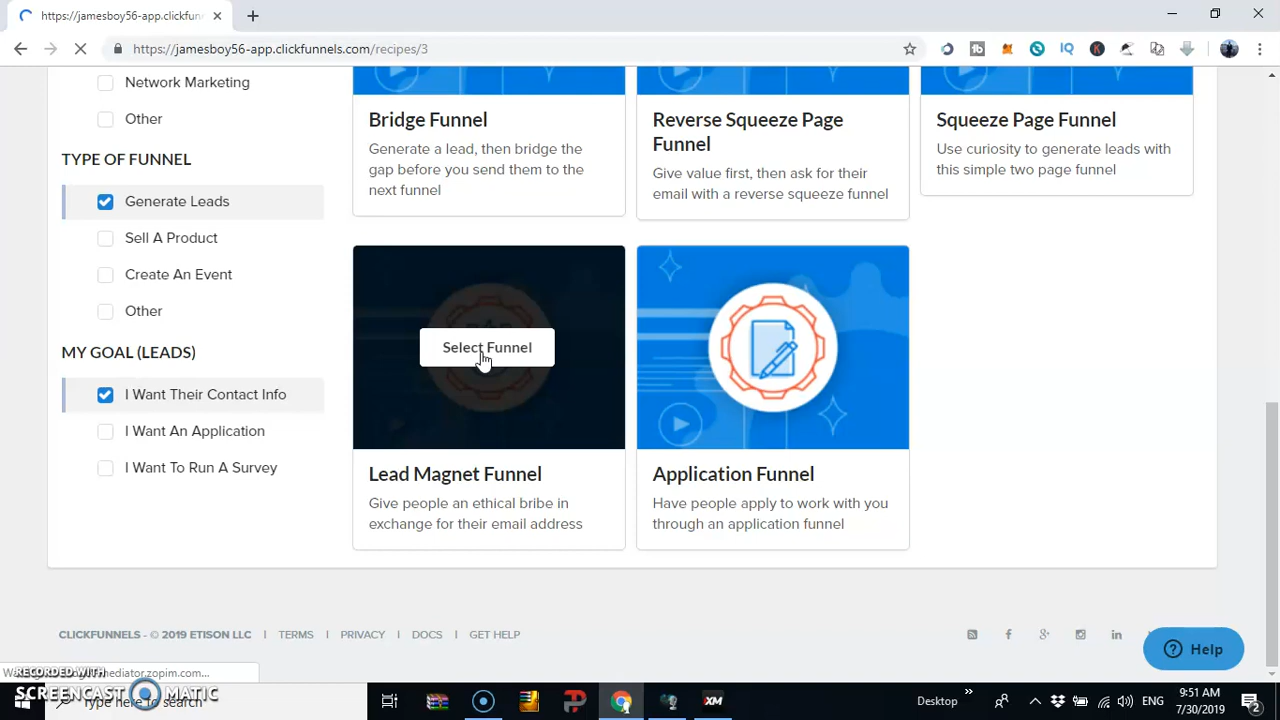 https://jamesboy56-app.clickfunn
https://jamesboy56-app.clickfunnels.com/recipes/3
Network Marketing
Other
TYPE OF FUNNEL
Generate Leads
Sell A Product
Create An Event
Other
MY GOAL (LEADS)
I Want Their Contact Info
I Want An Application
I Want To Run A Survey
Bridge Funnel
Generate a lead, then bridge the
gap before you send them to the
next funnel
Reverse Squeeze Page
Funnel
Give value first, then ask for their
email with a reverse squeeze funnel
Squeeze Page Funnel
Use curiosity to generate leads with
this simple two page funnel
Select Funnel
Lead Magnet Funnel
Give people an ethical bribe in
exchange for their email address
Application Funnel
Have people apply to work with you
through an application funnel
CLICKFUNNELS - © 2019 ETISON LLC | TERMS | PRIVACY | DOCS | GET HELP
Help
mediator.zopim.com...
RECORDED WITH
SCREENCAST MATIC
Type here to search
Desktop
ENG
9:51 AM
7/30/2019
2